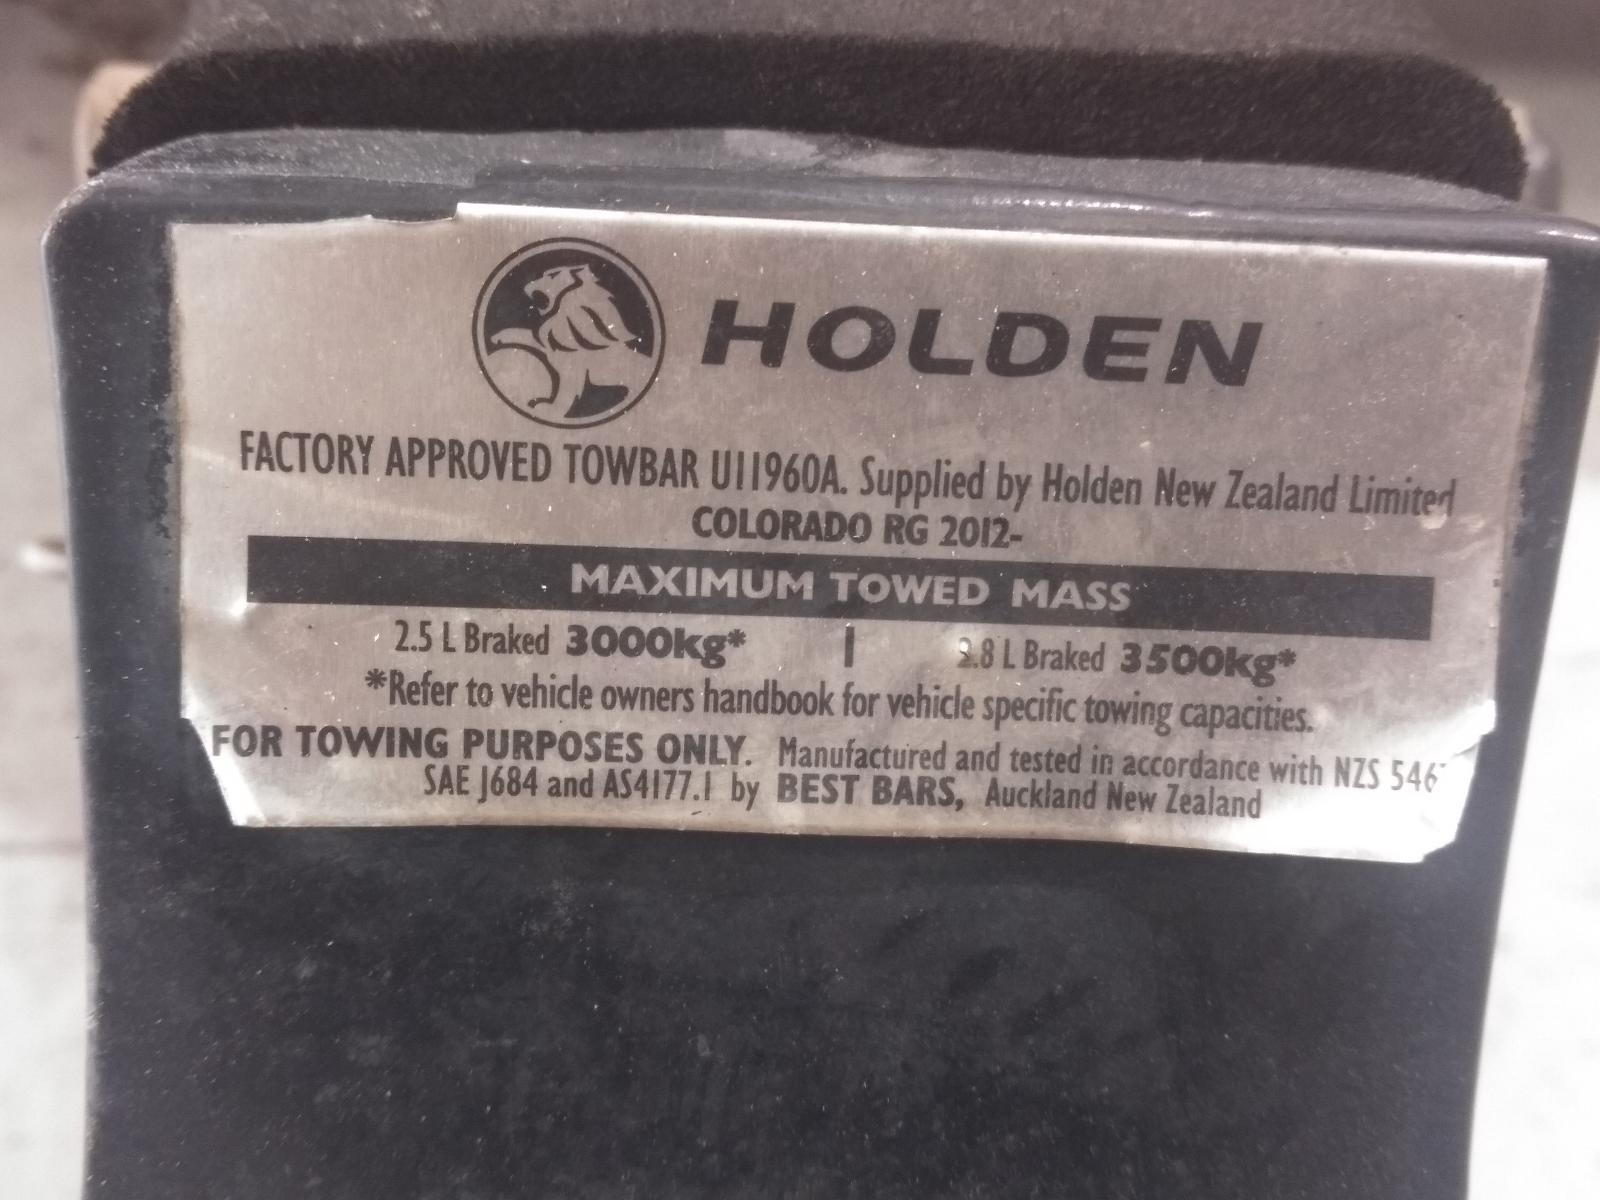 HOLDEN
FACTORY APPROVED TOWBAR U11960A. Supplied by Holden New Zealand Limited
COLORADO RG 2012-
MAXIMUM TOWED MASS
2.5 L Braked 3000kg* | 2.8 L Braked 3500kg*
*Refer to vehicle owners handbook for vehicle specific towing capacities.
FOR TOWING PURPOSES ONLY. Manufactured and tested in accordance with NZS
SAE J684 and AS4177.1 by BEST BARS, Auckland New Zealand